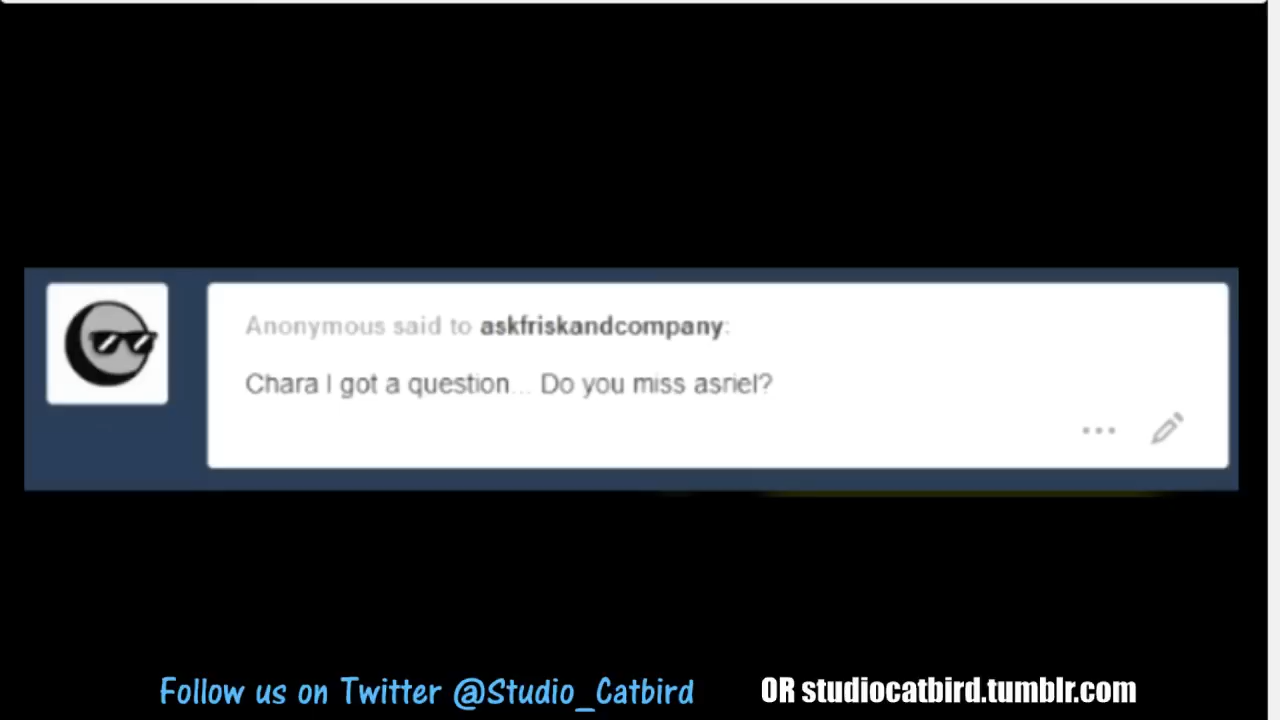 Anonymous said to askfriskandcompany:
Chara I got a question... Do you miss asriel?
Follow us on Twitter @Studio_Catbird OR studiocatbird.tumblr.com